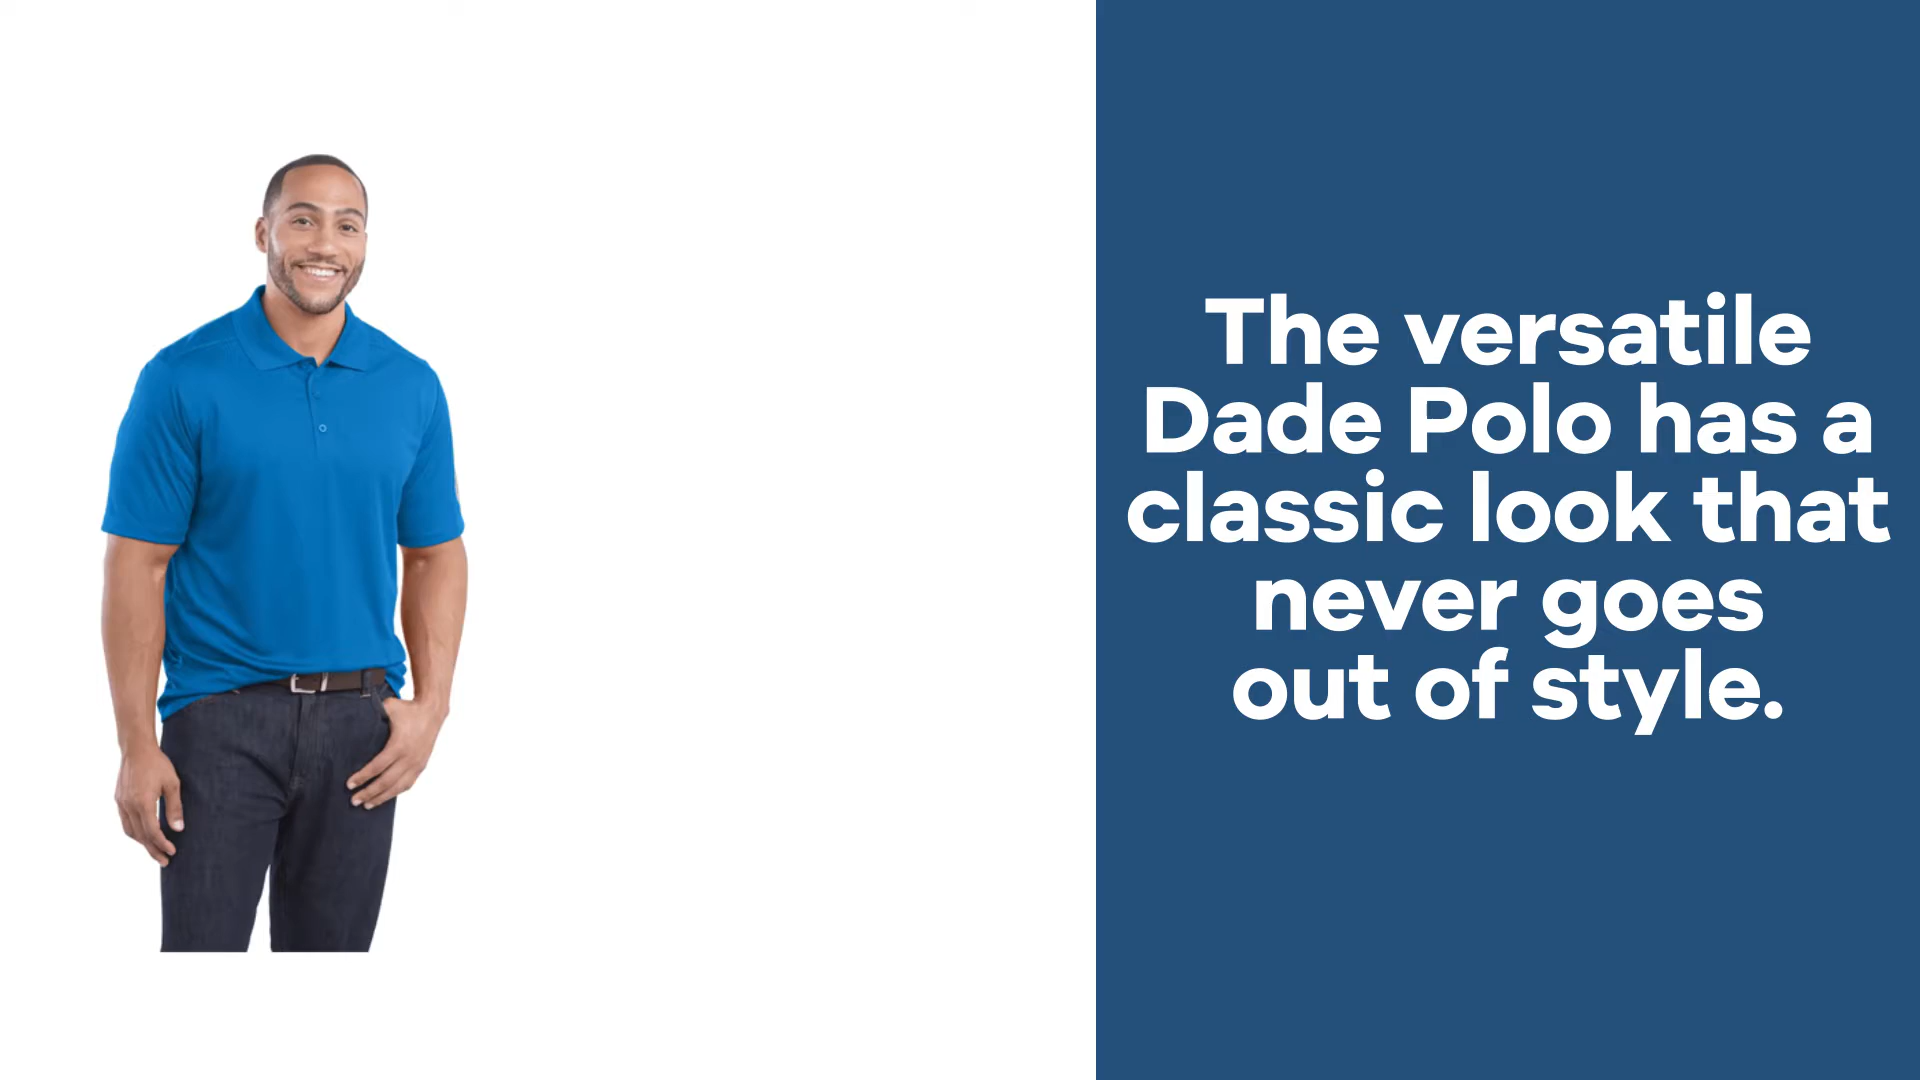 The versatile
Dade Polo has a
classic look that
never goes
out of style.